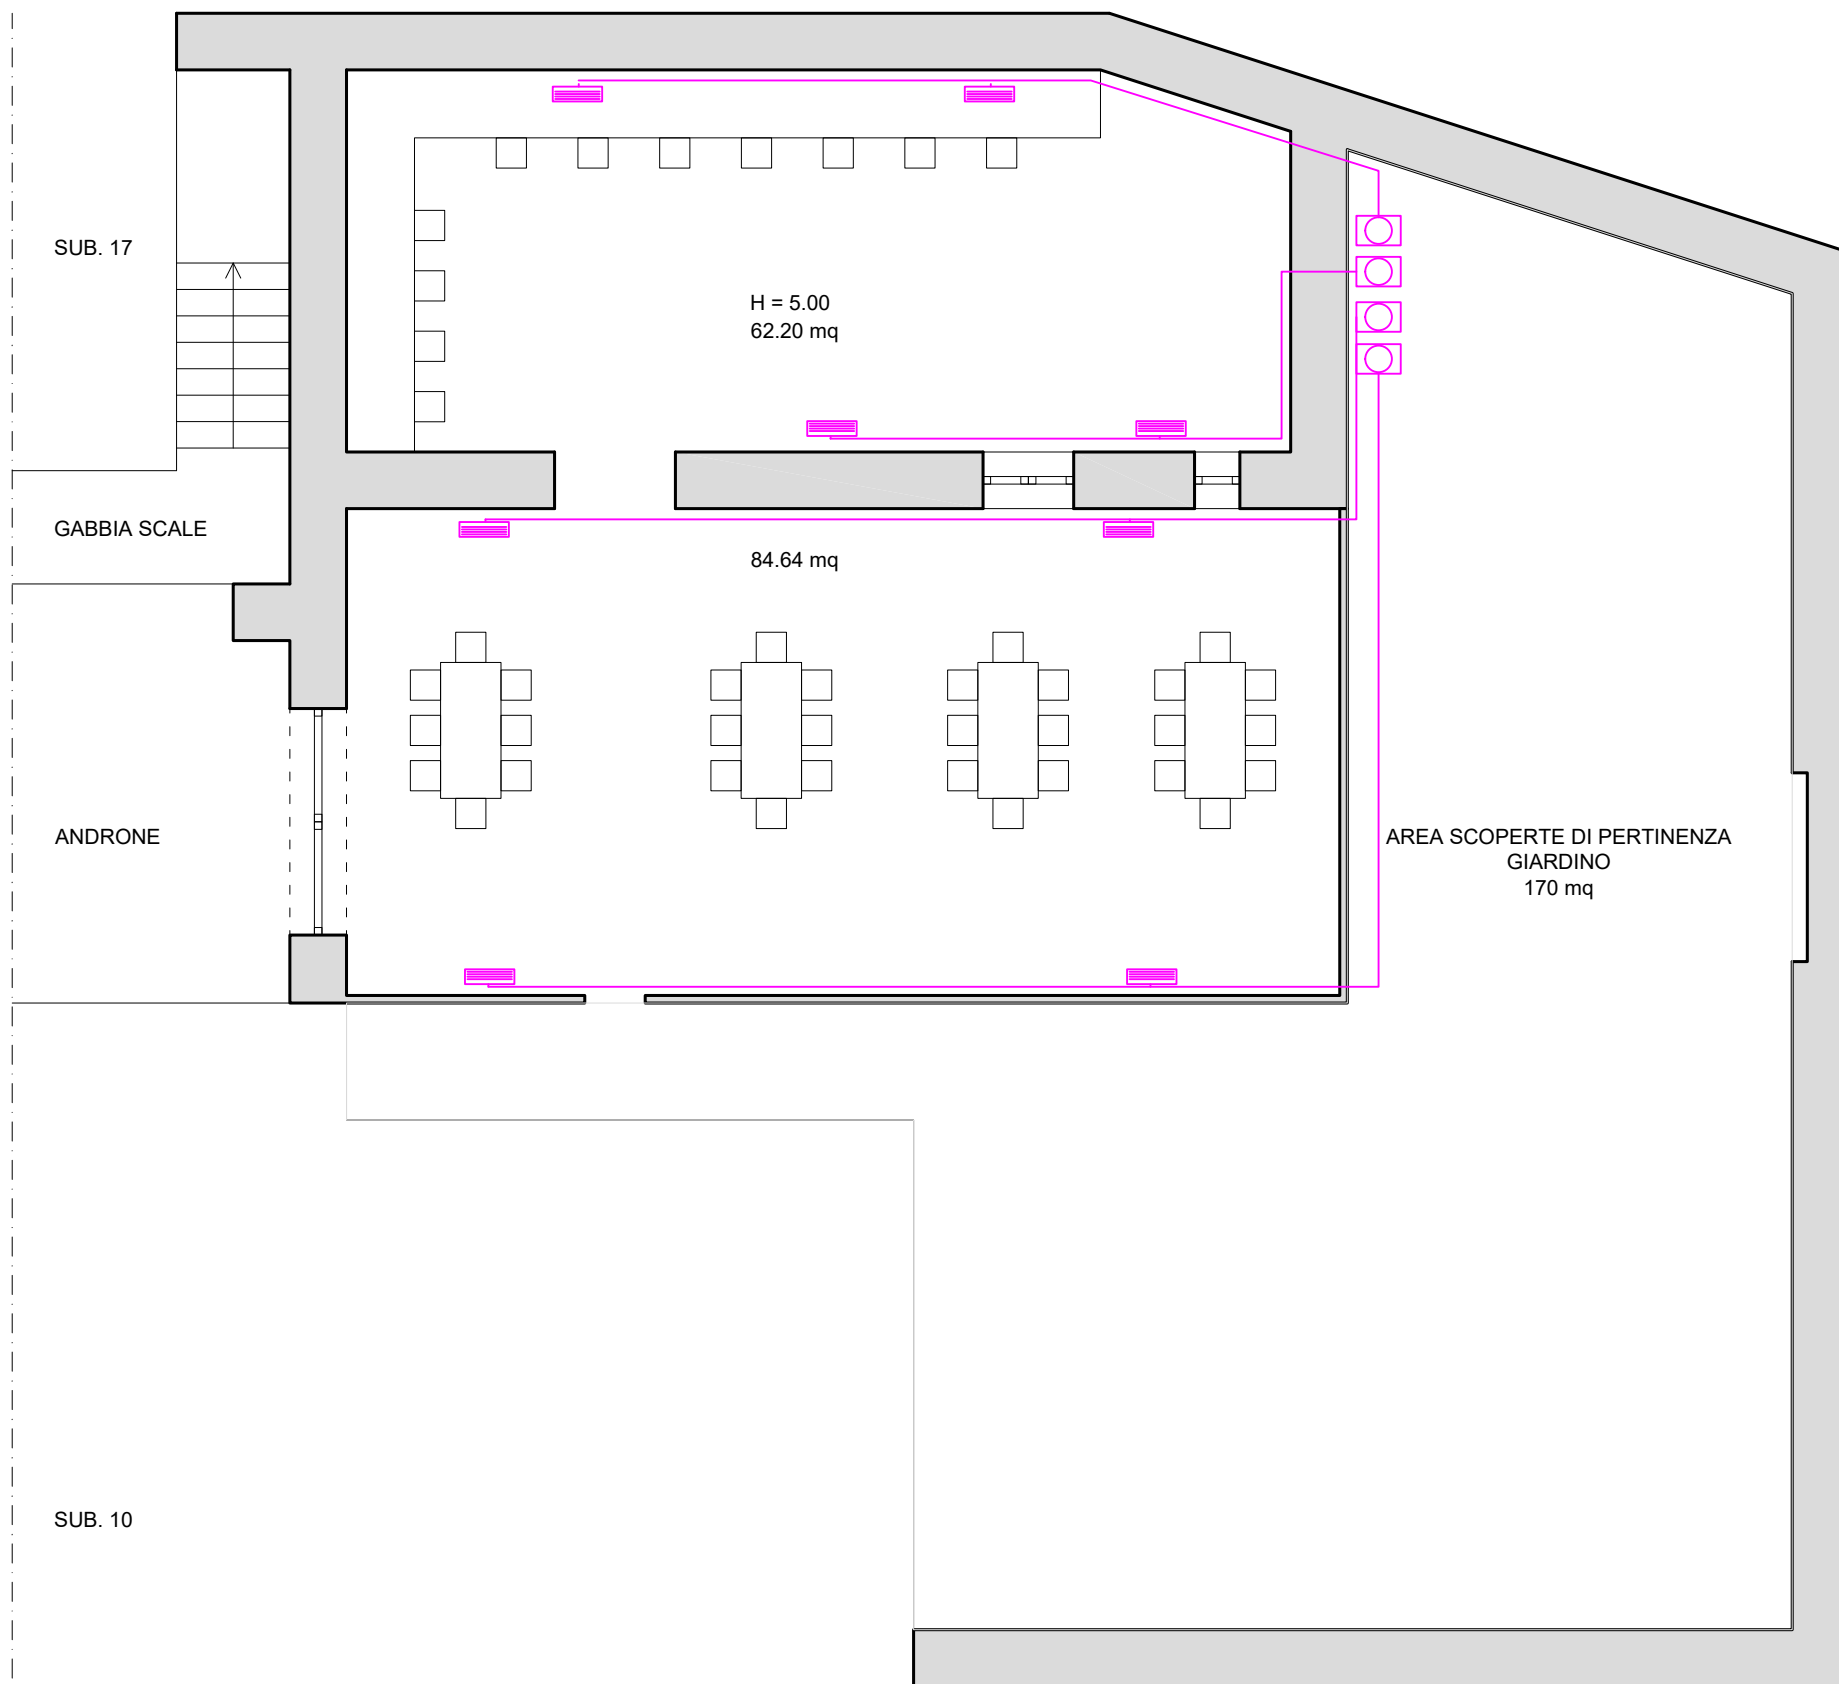 SUB. 17
H = 5.00
62.20 mq
GABBIA SCALE
84.64 mq
ANDRONE
AREA SCOPERTE DI PERTINENZA
GIARDINO
170 mq
SUB. 10